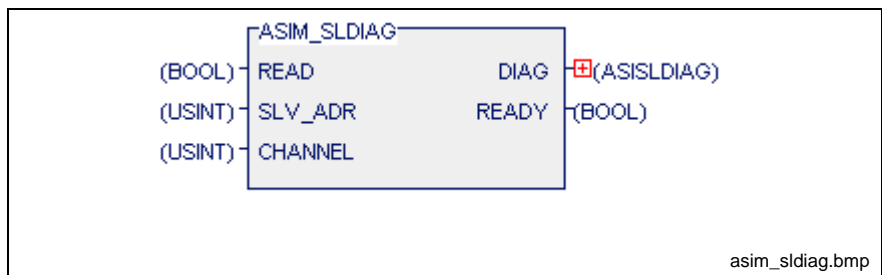 ASIM_SLDIAG
(BOOL) READ DIAG (ASISLDIAG)
(USINT) SLV_ADR READY (BOOL)
(USINT) CHANNEL
asim_sldiag.bmp